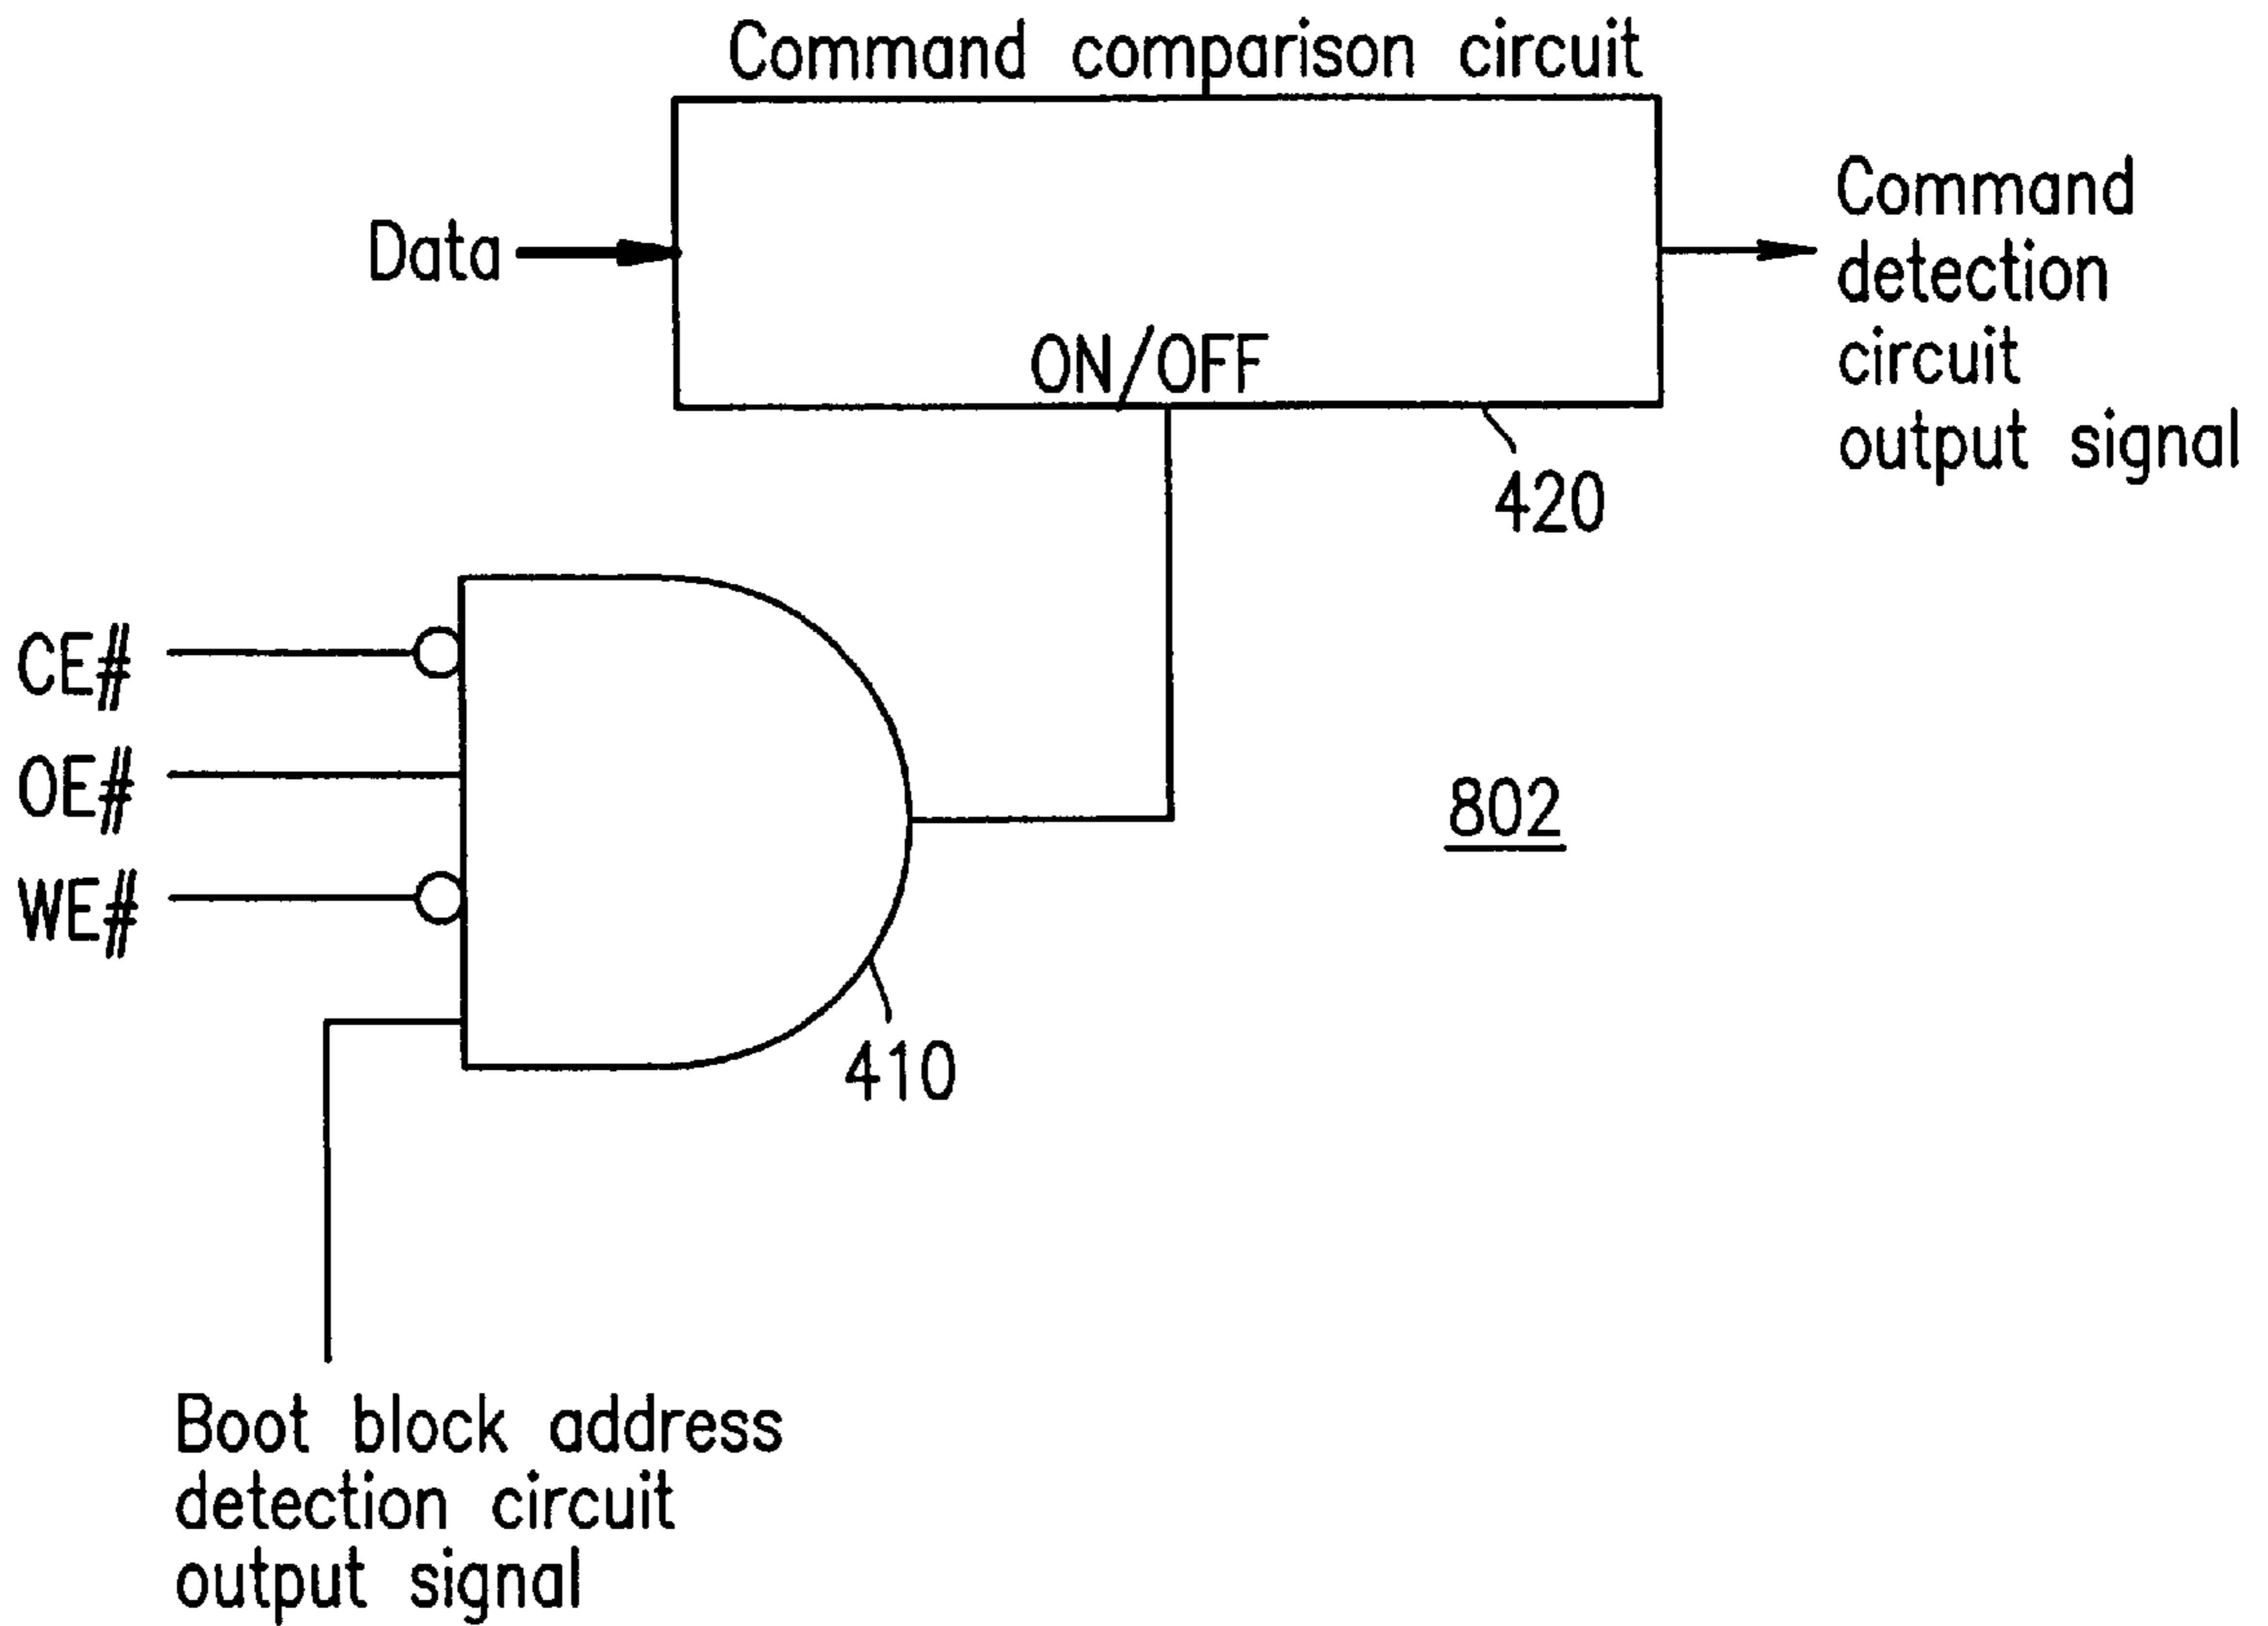 Command comparison circuit
Data
ON/OFF
Command
detection
circuit
output signal
420
CE#
OE#
WE#
802
410
Boot block address
detection circuit
output signal